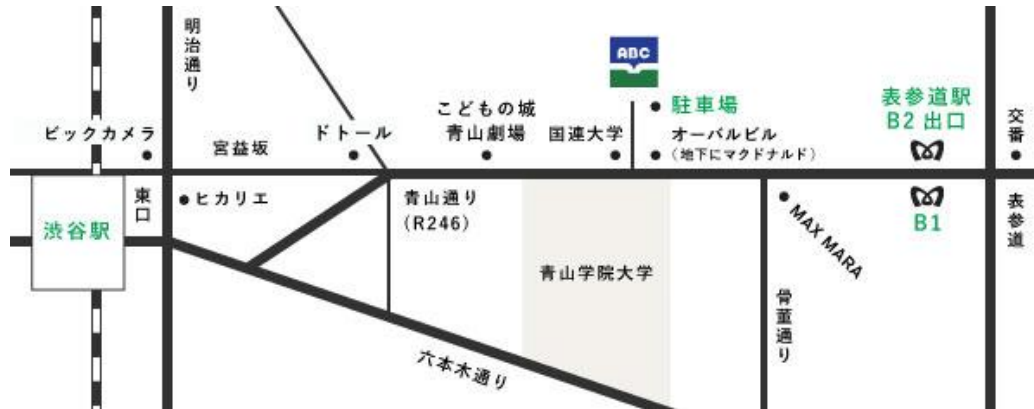 明治通り
ABC
ビックカメラ
宮益坂
ドトール
こどもの城
青山劇場
国連大学
駐車場
オーバルビル
(地下にマクドナルド)
表参道駅
B2 出口
交番
渋谷駅
東口
ヒカリエ
青山通り
(R246)
青山学院大学
MAX MARA
B1
表参道
骨董通り
六本木通り